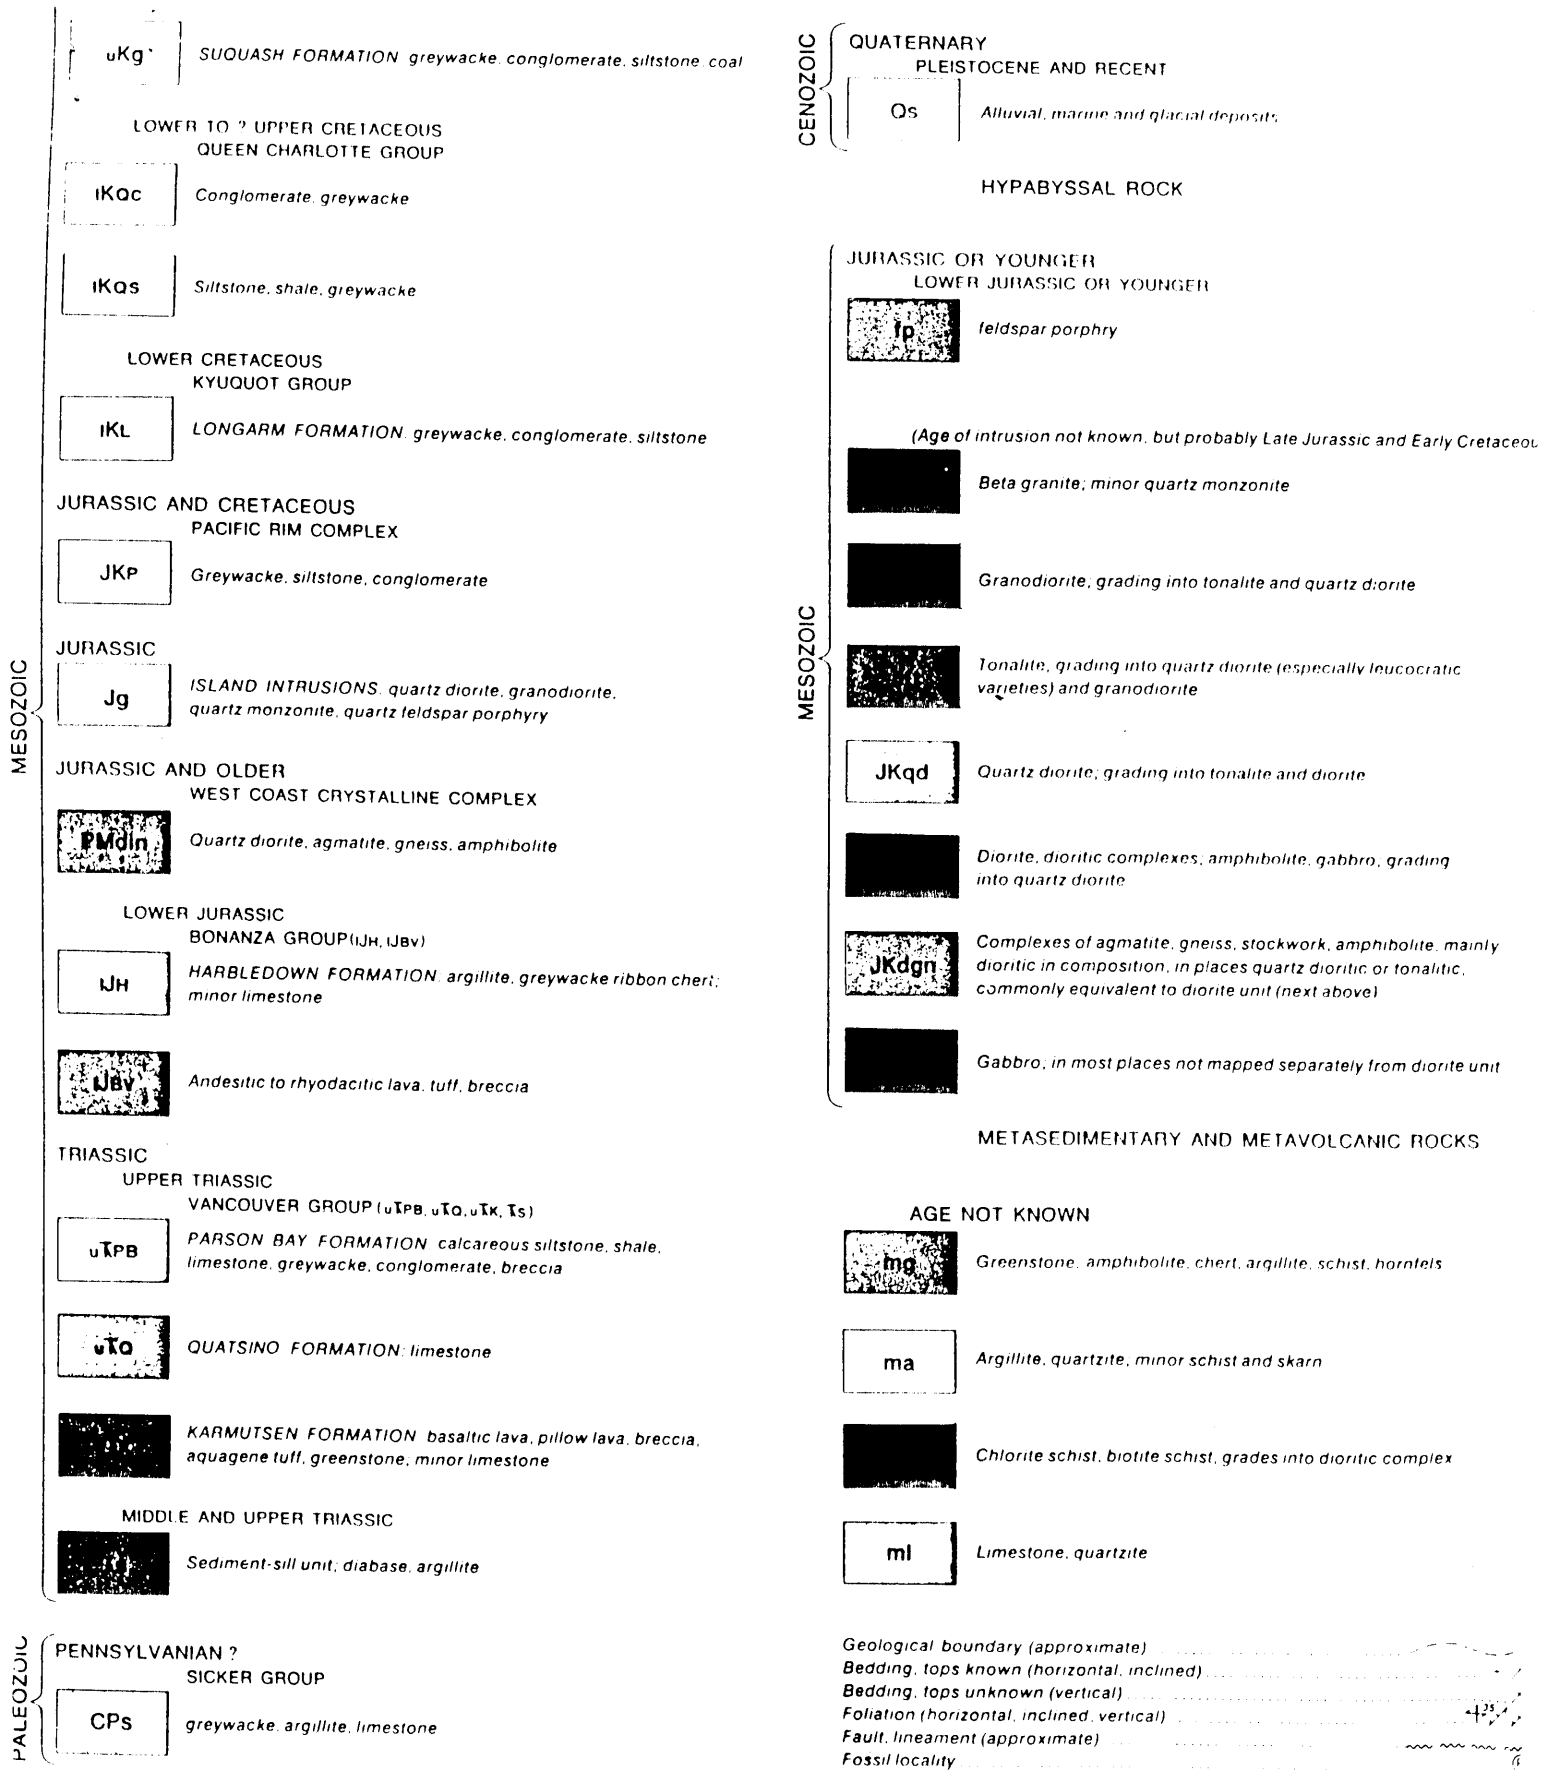 uKg
SUQUASH FORMATION greywacke, conglomerate, siltstone, coal
LOWER TO ? UPPER CRETACEOUS
QUEEN CHARLOTTE GROUP
lKQc
Conglomerate, greywacke
lKQs
Siltstone, shale, greywacke
LOWER CRETACEOUS
KYUQUOT GROUP
lKL
LONGARM FORMATION. greywacke, conglomerate, siltstone
JURASSIC AND CRETACEOUS
PACIFIC RIM COMPLEX
JKP
Greywacke, siltstone, conglomerate
MESOZOIC
JURASSIC
Jg
ISLAND INTRUSIONS. quartz diorite, granodiorite,
quartz monzonite, quartz feldspar porphyry
JURASSIC AND OLDER
WEST COAST CRYSTALLINE COMPLEX
PMdln
Quartz diorite, agmatite, gneiss, amphibolite
LOWER JURASSIC
BONANZA GROUP (lJH, lJBV)
lJH
HARBLEDOWN FORMATION. argillite, greywacke ribbon chert;
minor limestone
lJBV
Andesitic to rhyodacitic lava, tuff, breccia
TRIASSIC
UPPER TRIASSIC
VANCOUVER GROUP (uTPB, uTQ, uTK, TS)
uTPB
PARSON BAY FORMATION calcareous siltstone, shale,
limestone, greywacke, conglomerate, breccia
uTQ
QUATSINO FORMATION: limestone
KARMUTSEN FORMATION basaltic lava, pillow lava, breccia,
aquagene tuff, greenstone; minor limestone
MIDDLE AND UPPER TRIASSIC
Sediment-sill unit; diabase, argillite
PALEOZOIC
PENNSYLVANIAN ?
SICKER GROUP
CPs
greywacke, argillite, limestone
CENOZOIC
QUATERNARY
PLEISTOCENE AND RECENT
Qs
Alluvial, marine and glacial deposits
HYPABYSSAL ROCK
MESOZOIC
JURASSIC OR YOUNGER
LOWER JURASSIC OR YOUNGER
fp
feldspar porphry
(Age of intrusion not known, but probably Late Jurassic and Early Cretaceou
Beta granite; minor quartz monzonite
Granodiorite; grading into tonalite and quartz diorite
Tonalite, grading into quartz diorite (especially leucocratic
varieties) and granodiorite
JKqd
Quartz diorite; grading into tonalite and diorite
Diorite, dioritic complexes; amphibolite, gabbro, grading
into quartz diorite
JKdgn
Complexes of agmatite, gneiss, stockwork, amphibolite, mainly
dioritic in composition, in places quartz dioritic or tonalitic,
commonly equivalent to diorite unit (next above)
Gabbro; in most places not mapped separately from diorite unit
METASEDIMENTARY AND METAVOLCANIC ROCKS
AGE NOT KNOWN
mg
Greenstone, amphibolite, chert, argillite, schist, hornfels
ma
Argillite, quartzite, minor schist and skarn
Chlorite schist, biotite schist, grades into dioritic complex
ml
Limestone, quartzite
Geological boundary (approximate)
Bedding, tops known (horizontal, inclined)
Bedding, tops unknown (vertical)
Foliation (horizontal, inclined, vertical)
35
Fault, lineament (approximate)
Fossil locality